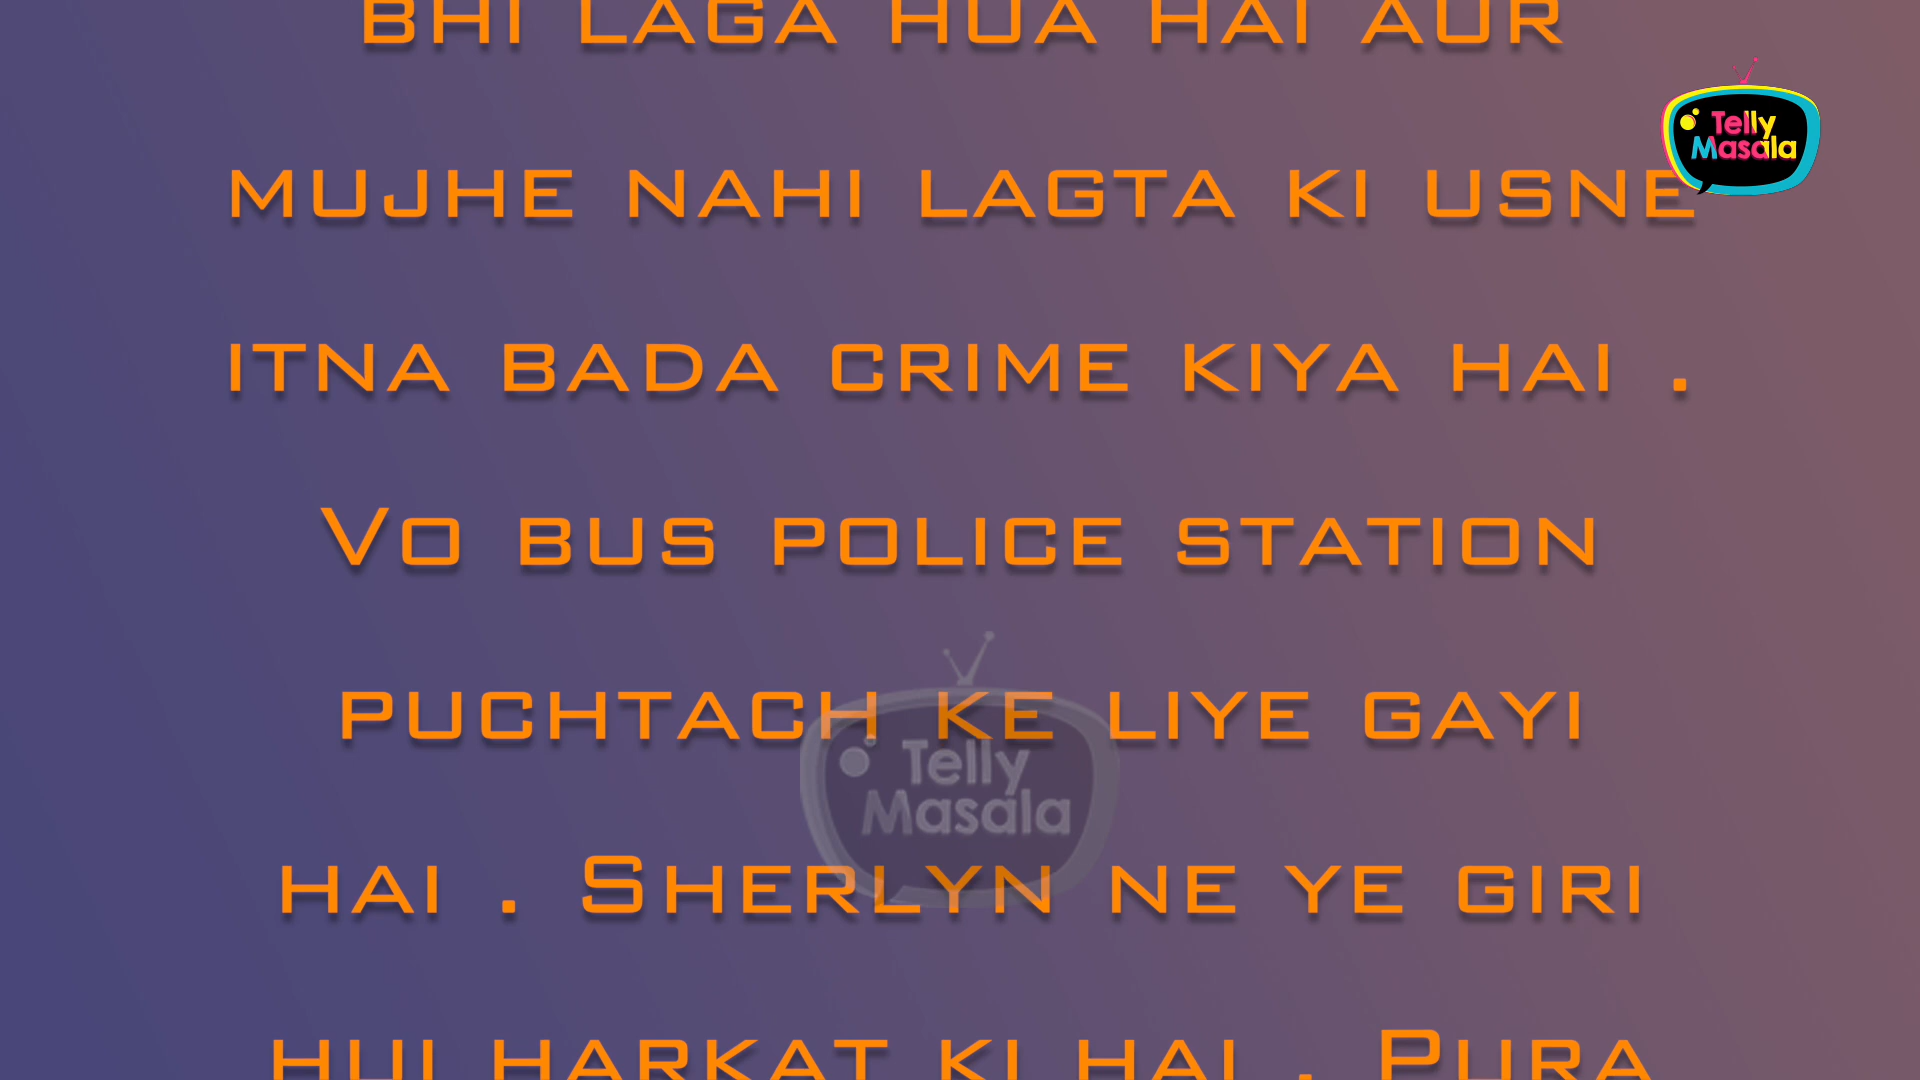 BHI LAGA HUA HAI AUR
Telly
Masala
MUJHE NAHI LAGTA KI USNE
ITNA BADA CRIME KIYA HAI .
VO BUS POLICE STATION
PUCHTACH KE LIYE GAYI
Telly
Masala
HAI . SHERLYN NE YE GIRI
HUI HARKAT KI HAI . PURA